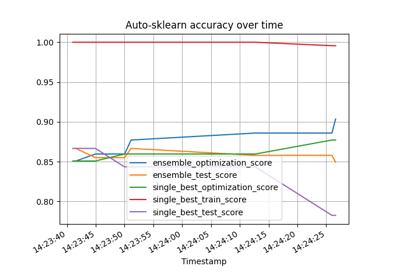 Auto-sklearn accuracy over time
1.00
0.95
0.90
0.85
0.80
ensemble_optimization_score
ensemble_test_score
single_best_optimization_score
single_best_train_score
single_best_test_score
14:23:40
14:23:45
14:23:50
14:23:55
14:24:00
14:24:05
14:24:10
14:24:15
14:24:20
14:24:25
Timestamp